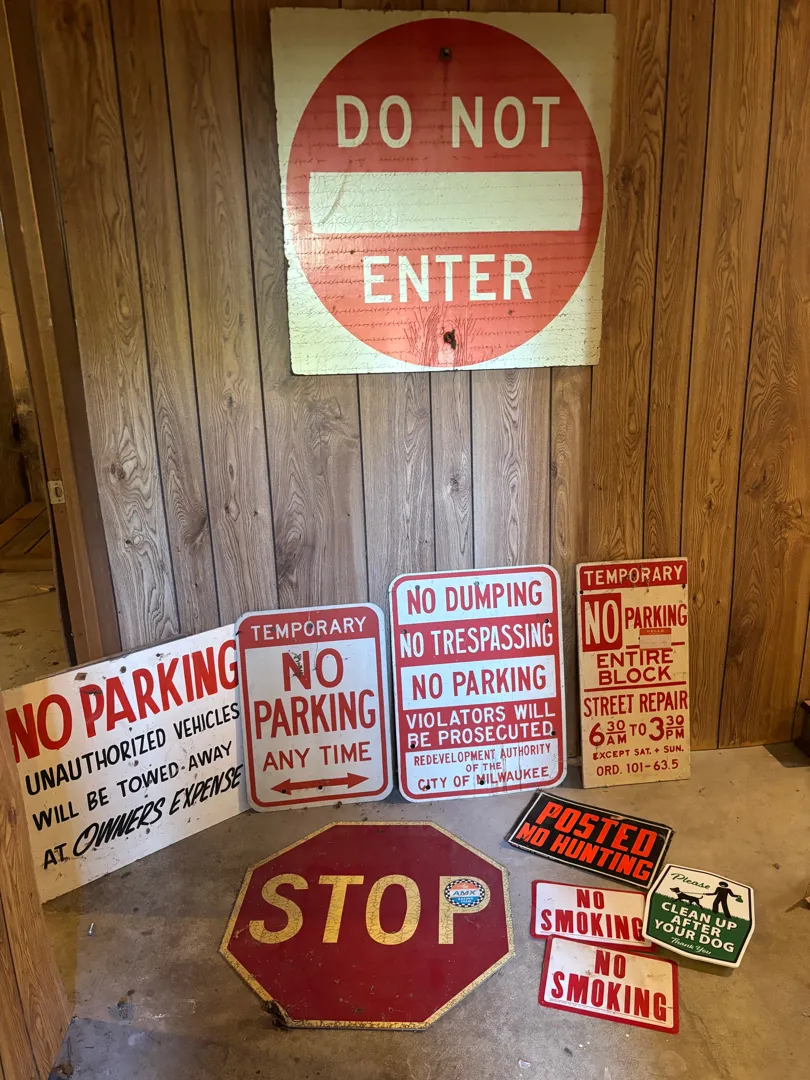 DO NOT
ENTER
NO PARKING
UNAUTHORIZED VEHICLES
WILL BE TOWED-AWAY
AT OWNERS EXPENSE
TEMPORARY
NO
PARKING
ANY TIME
NO DUMPING
NO TRESPASSING
NO PARKING
VIOLATORS WILL
BE PROSECUTED
REDEVELOPMENT AUTHORITY
OF THE
CITY OF MILWAUKEE
TEMPORARY
NO PARKING
ENTIRE
BLOCK
STREET REPAIR
6 30 AM TO 3 30 PM
EXCEPT SAT. + SUN.
ORD. 101-63.5
STOP
AMX
POSTED
NO HUNTING
NO
SMOKING
NO
SMOKING
Please
CLEAN UP
AFTER
YOUR DOG
Thank You